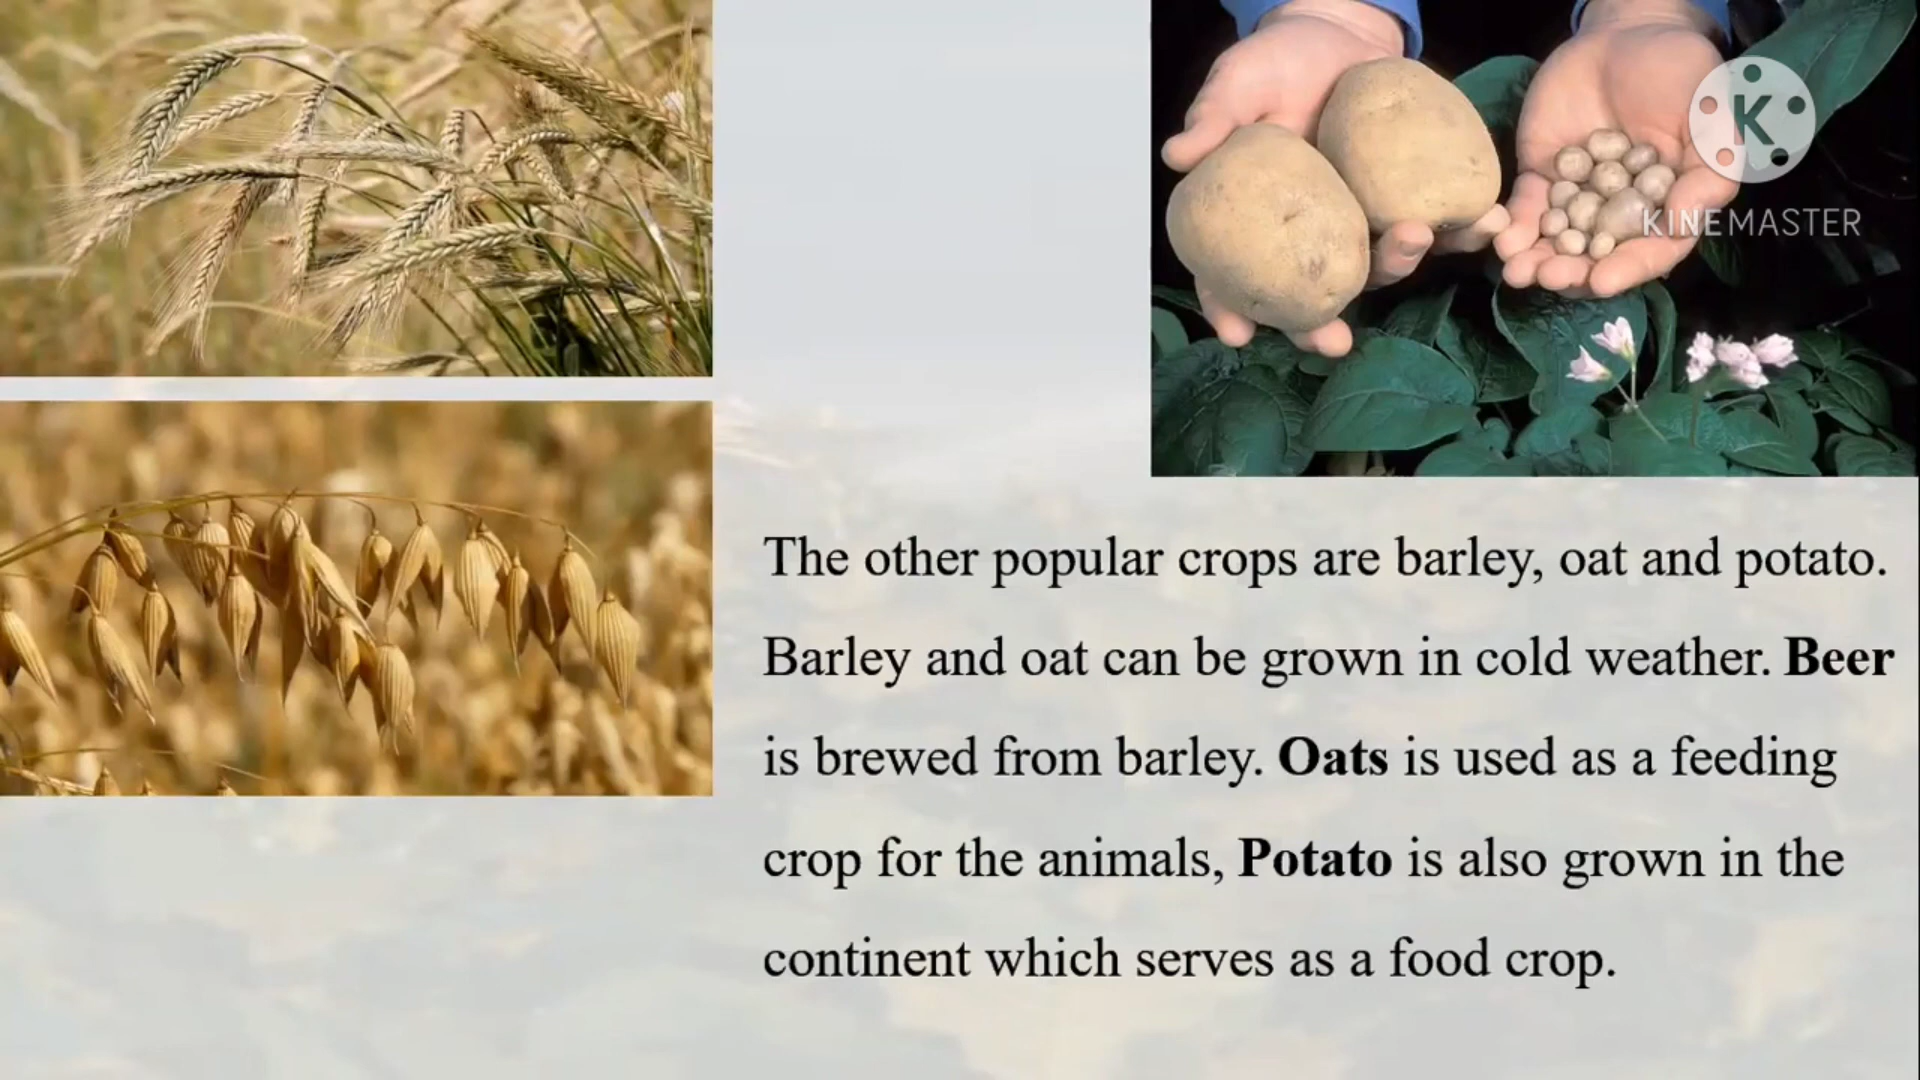 K
KINEMASTER
The other popular crops are barley, oat and potato.
Barley and oat can be grown in cold weather. Beer
is brewed from barley. Oats is used as a feeding
crop for the animals, Potato is also grown in the
continent which serves as a food crop.